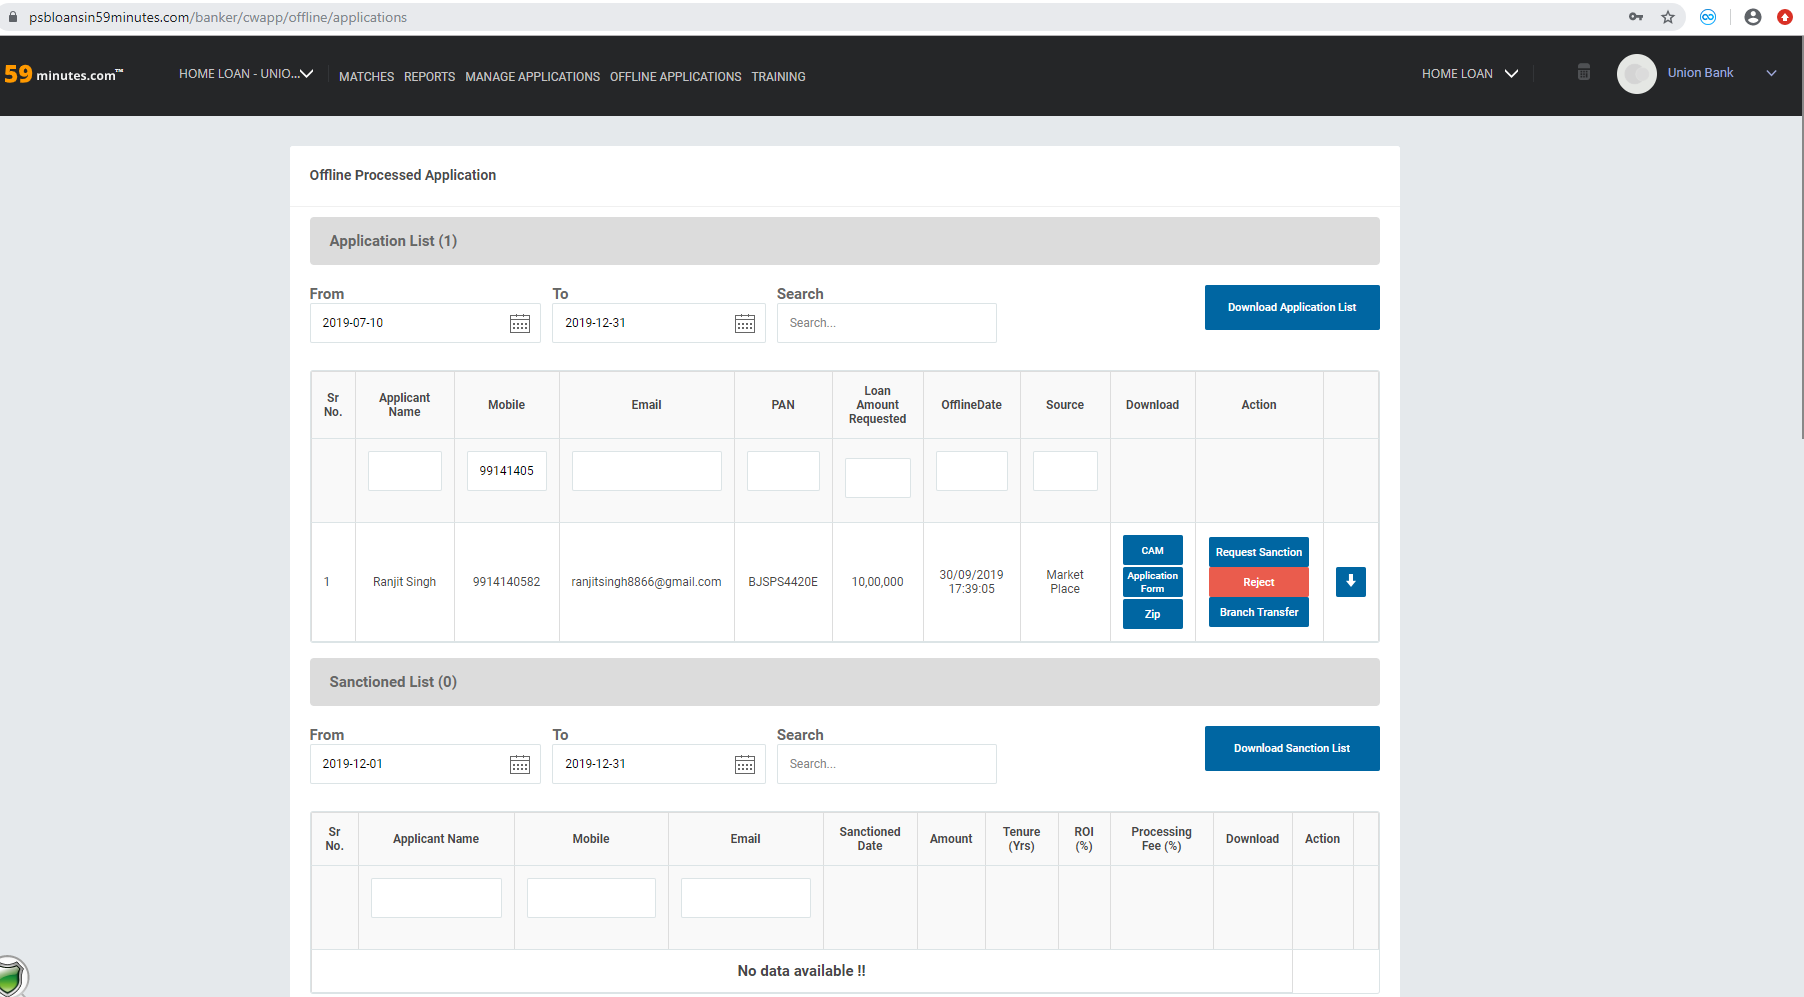 psbloansin59minutes.com/banker/cwapp/offline/applications
59 minutes.com™
HOME LOAN - UNIO...
MATCHES REPORTS MANAGE APPLICATIONS OFFLINE APPLICATIONS TRAINING
HOME LOAN
Union Bank
Offline Processed Application
Application List (1)
From To Search
2019-07-10 2019-12-31 Search...
Download Application List
Sr No. Applicant Name Mobile Email PAN Loan Amount Requested OfflineDate Source Download Action
99141405
1 Ranjit Singh 9914140582 ranjitsingh8866@gmail.com BJSPS4420E 10,00,000 30/09/2019 17:39:05 Market Place
CAM
Application Form
Zip
Request Sanction
Reject
Branch Transfer
Sanctioned List (0)
From To Search
2019-12-01 2019-12-31 Search...
Download Sanction List
Sr No. Applicant Name Mobile Email Sanctioned Date Amount Tenure (Yrs) ROI (%) Processing Fee (%) Download Action
No data available !!